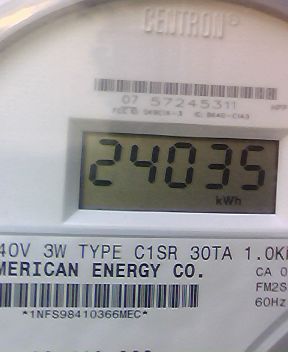 CENTRON®
07 57245311
24035
kWh
40V 3W TYPE C1SR 30TA 1.0K
MERICAN ENERGY CO.
CA 0
FM2S
60Hz
*1NFS98410366MEC*